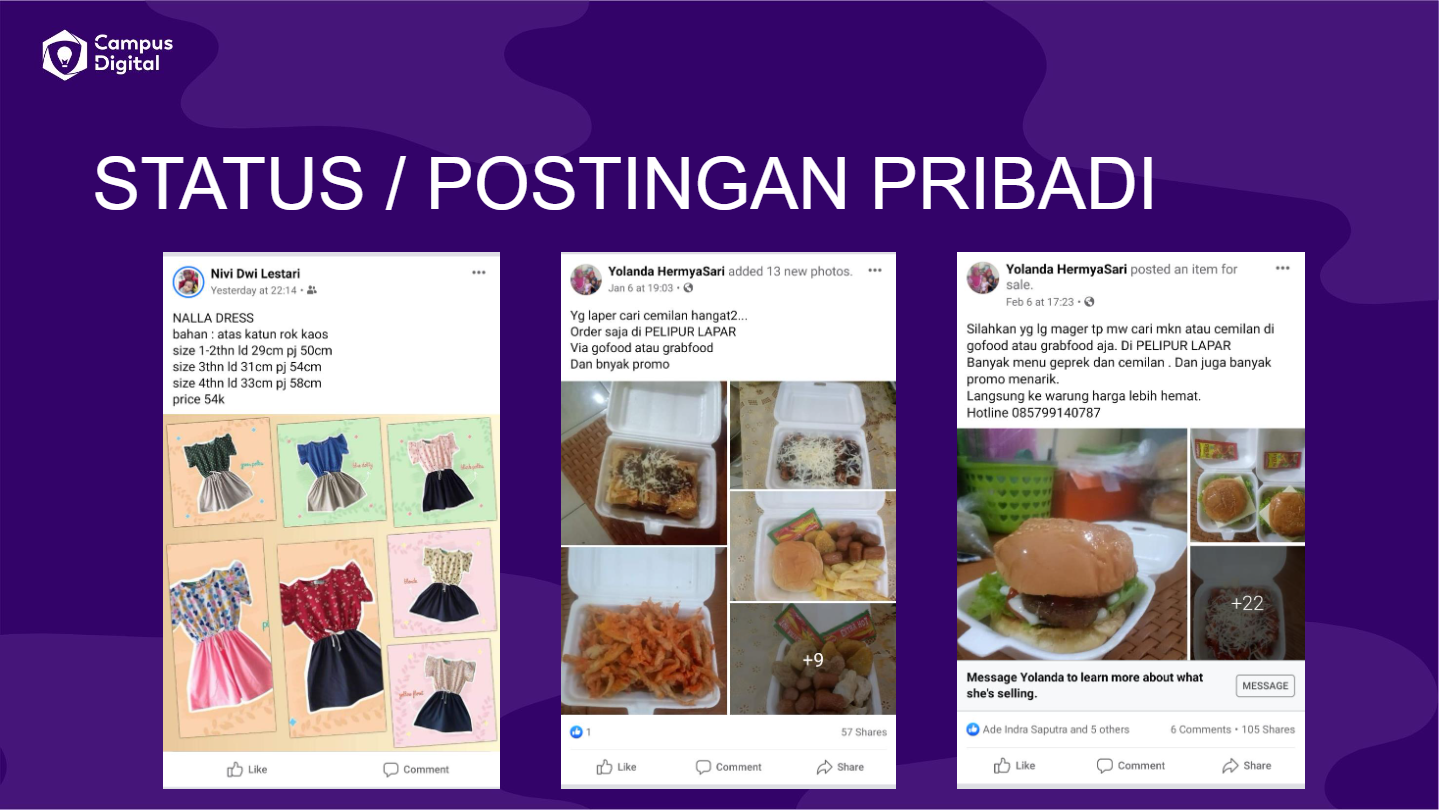 Campus
Digital
STATUS / POSTINGAN PRIBADI
Nivi Dwi Lestari
Yesterday at 22:14 •
NALLA DRESS
bahan : atas katun rok kaos
size 1-2thn ld 29cm pj 50cm
size 3thn ld 31cm pj 54cm
size 4thn ld 33cm pj 58cm
price 54k
Like
Comment
Yolanda HermyaSari added 13 new photos.
Jan 6 at 19:03 •
Yg laper cari cemilan hangat2...
Order saja di PELIPUR LAPAR
Via gofood atau grabfood
Dan bnyak promo
+9
1
57 Shares
Like
Comment
Share
Yolanda HermyaSari posted an item for
sale.
Feb 6 at 17:23 •
Silahkan yg lg mager tp mw cari mkn atau cemilan di
gofood atau grabfood aja. Di PELIPUR LAPAR
Banyak menu geprek dan cemilan . Dan juga banyak
promo menarik.
Langsung ke warung harga lebih hemat.
Hotline 085799140787
+22
Message Yolanda to learn more about what
she's selling.
MESSAGE
Ade Indra Saputra and 5 others
6 Comments • 105 Shares
Like
Comment
Share